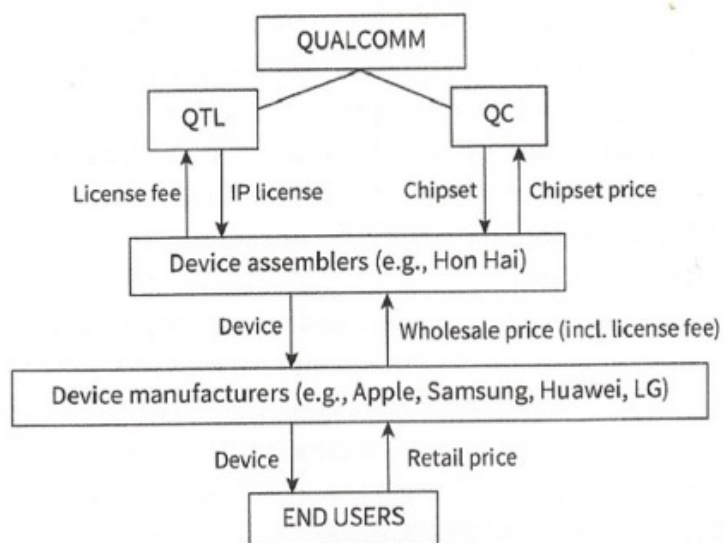 QUALCOMM
QTL
QC
License fee
IP license
Chipset
Chipset price
Device assemblers (e.g., Hon Hai)
Device
Wholesale price (incl. license fee)
Device manufacturers (e.g., Apple, Samsung, Huawei, LG)
Device
Retail price
END USERS